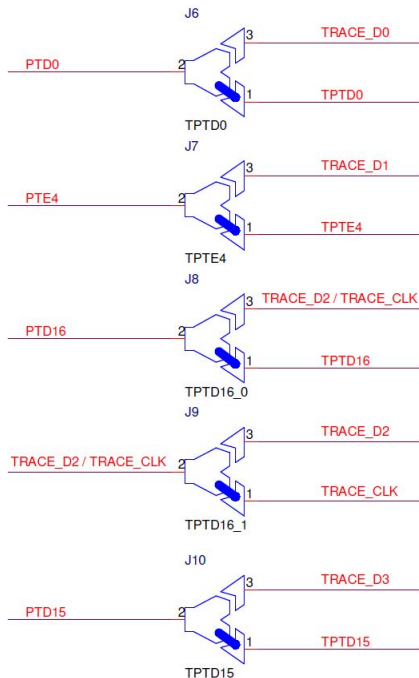 J6
3 TRACE_D0
PTD0 2
1 TPTD0
TPTD0
J7
3 TRACE_D1
PTE4 2
1 TPTE4
TPTE4
J8
3 TRACE_D2 / TRACE_CLK
PTD16 2
1 TPTD16
TPTD16_0
J9
3 TRACE_D2
TRACE_D2 / TRACE_CLK 2
1 TRACE_CLK
TPTD16_1
J10
3 TRACE_D3
PTD15 2
1 TPTD15
TPTD15